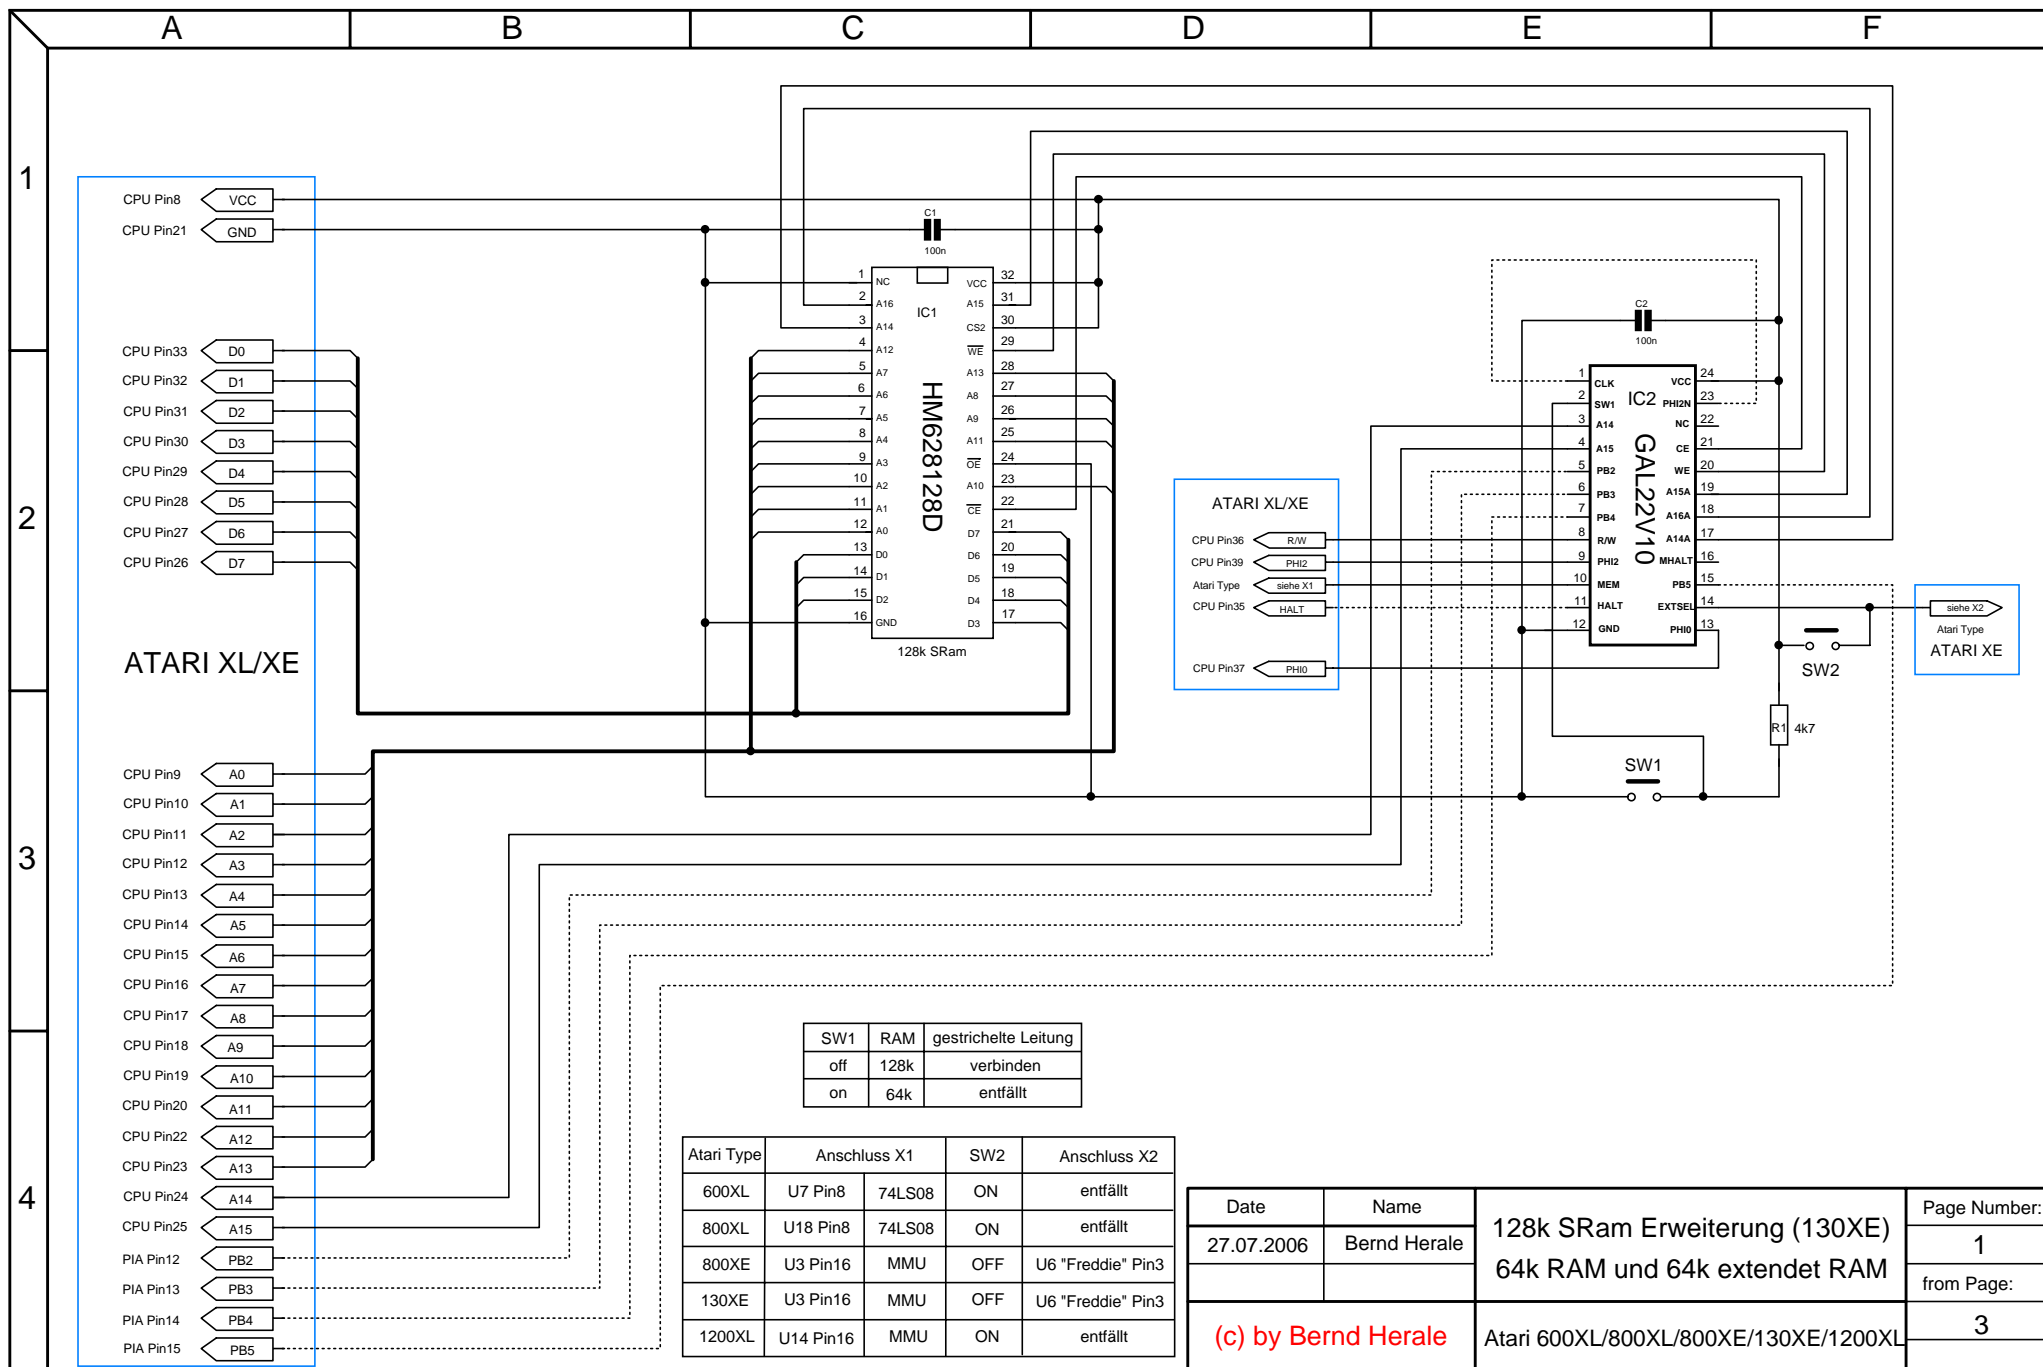 A B C D E F
1
2
3
4
CPU Pin8 VCC
CPU Pin21 GND
CPU Pin33 D0
CPU Pin32 D1
CPU Pin31 D2
CPU Pin30 D3
CPU Pin29 D4
CPU Pin28 D5
CPU Pin27 D6
CPU Pin26 D7
ATARI XL/XE
CPU Pin9 A0
CPU Pin10 A1
CPU Pin11 A2
CPU Pin12 A3
CPU Pin13 A4
CPU Pin14 A5
CPU Pin15 A6
CPU Pin16 A7
CPU Pin17 A8
CPU Pin18 A9
CPU Pin19 A10
CPU Pin20 A11
CPU Pin22 A12
CPU Pin23 A13
CPU Pin24 A14
CPU Pin25 A15
PIA Pin12 PB2
PIA Pin13 PB3
PIA Pin14 PB4
PIA Pin15 PB5
C1
100n
IC1
HM628128D
1 NC VCC 32
2 A16 A15 31
3 A14 CS2 30
4 A12 WE 29
5 A7 A13 28
6 A6 A8 27
7 A5 A9 26
8 A4 A11 25
9 A3 OE 24
10 A2 A10 23
11 A1 CE 22
12 A0 D7 21
13 D0 D6 20
14 D1 D5 19
15 D2 D4 18
16 GND D3 17
128k SRam
ATARI XL/XE
CPU Pin36 R/W
CPU Pin39 PHI2
Atari Type siehe X1
CPU Pin35 HALT
CPU Pin37 PHI0
C2
100n
IC2
GAL22V10
1 CLK VCC 24
2 SW1 PHI2N 23
3 A14 NC 22
4 A15 CE 21
5 PB2 WE 20
6 PB3 A15A 19
7 PB4 A16A 18
8 R/W A14A 17
9 PHI2 MHALT 16
10 MEM PB5 15
11 HALT EXTSEL 14
12 GND PHI0 13
siehe X2
Atari Type
ATARI XE
SW2
R1 4k7
SW1
SW1 RAM gestrichelte Leitung
off 128k verbinden
on 64k entfällt
Atari Type Anschluss X1 SW2 Anschluss X2
600XL U7 Pin8 74LS08 ON entfällt
800XL U18 Pin8 74LS08 ON entfällt
800XE U3 Pin16 MMU OFF U6 "Freddie" Pin3
130XE U3 Pin16 MMU OFF U6 "Freddie" Pin3
1200XL U14 Pin16 MMU ON entfällt
Date Name
27.07.2006 Bernd Herale
(c) by Bernd Herale
128k SRam Erweiterung (130XE)
64k RAM und 64k extendet RAM
Atari 600XL/800XL/800XE/130XE/1200XL
Page Number:
1
from Page:
3